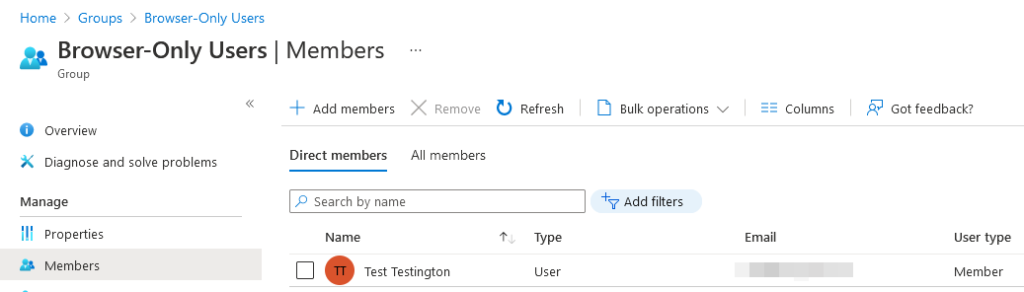 Home > Groups > Browser-Only Users
Browser-Only Users | Members ...
Group
«
+ Add members Remove Refresh Bulk operations Columns Got feedback?
Overview
Diagnose and solve problems
Manage
Properties
Members
Direct members All members
Search by name Add filters
Name ↑↓ Type Email User type
TT Test Testington User Member